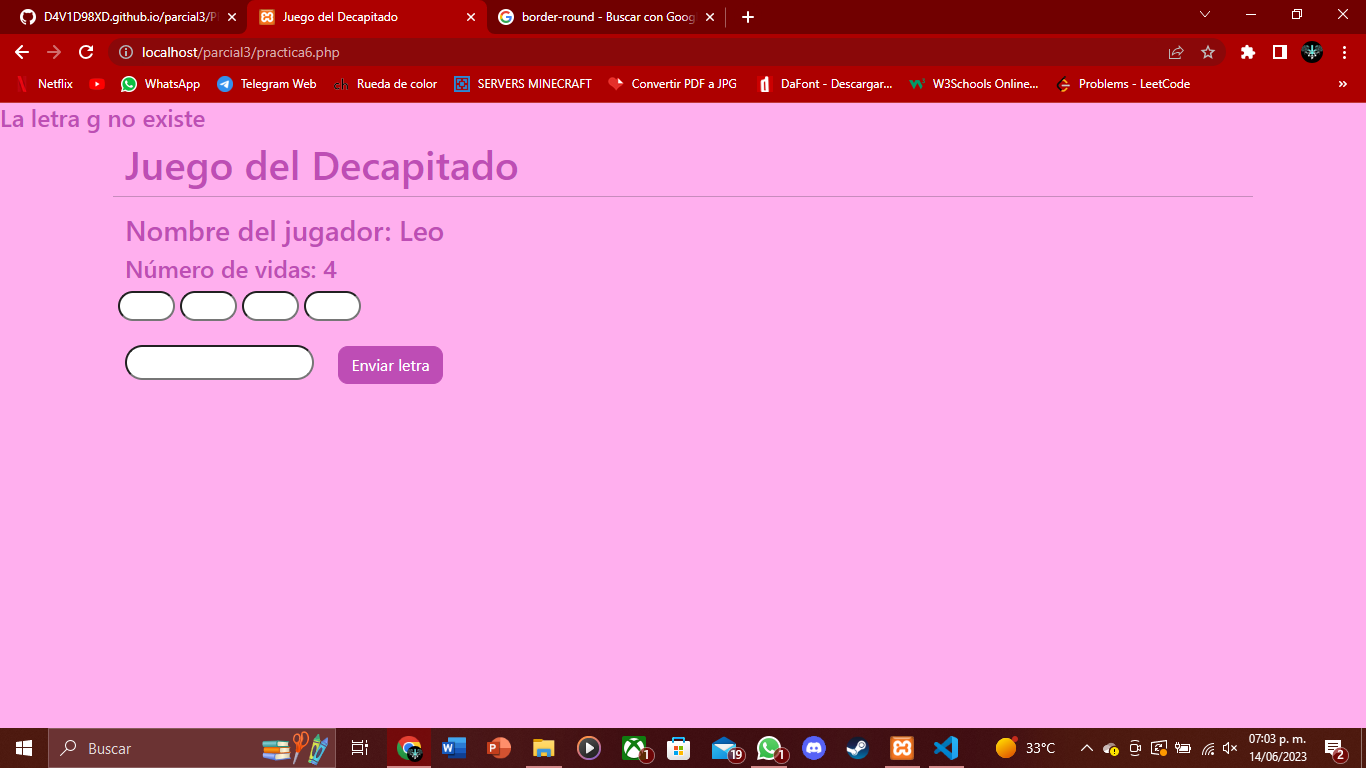 D4V1D98XD.github.io/parcial3/P
Juego del Decapitado
border-round - Buscar con Goog
localhost/parcial3/practica6.php
Netflix
WhatsApp
Telegram Web
ch Rueda de color
SERVERS MINECRAFT
Convertir PDF a JPG
DaFont - Descargar...
W3Schools Online...
Problems - LeetCode
»
La letra g no existe
Juego del Decapitado
Nombre del jugador: Leo
Número de vidas: 4
Enviar letra
Buscar
1
19
1
33°C
07:03 p. m.
14/06/2023
2